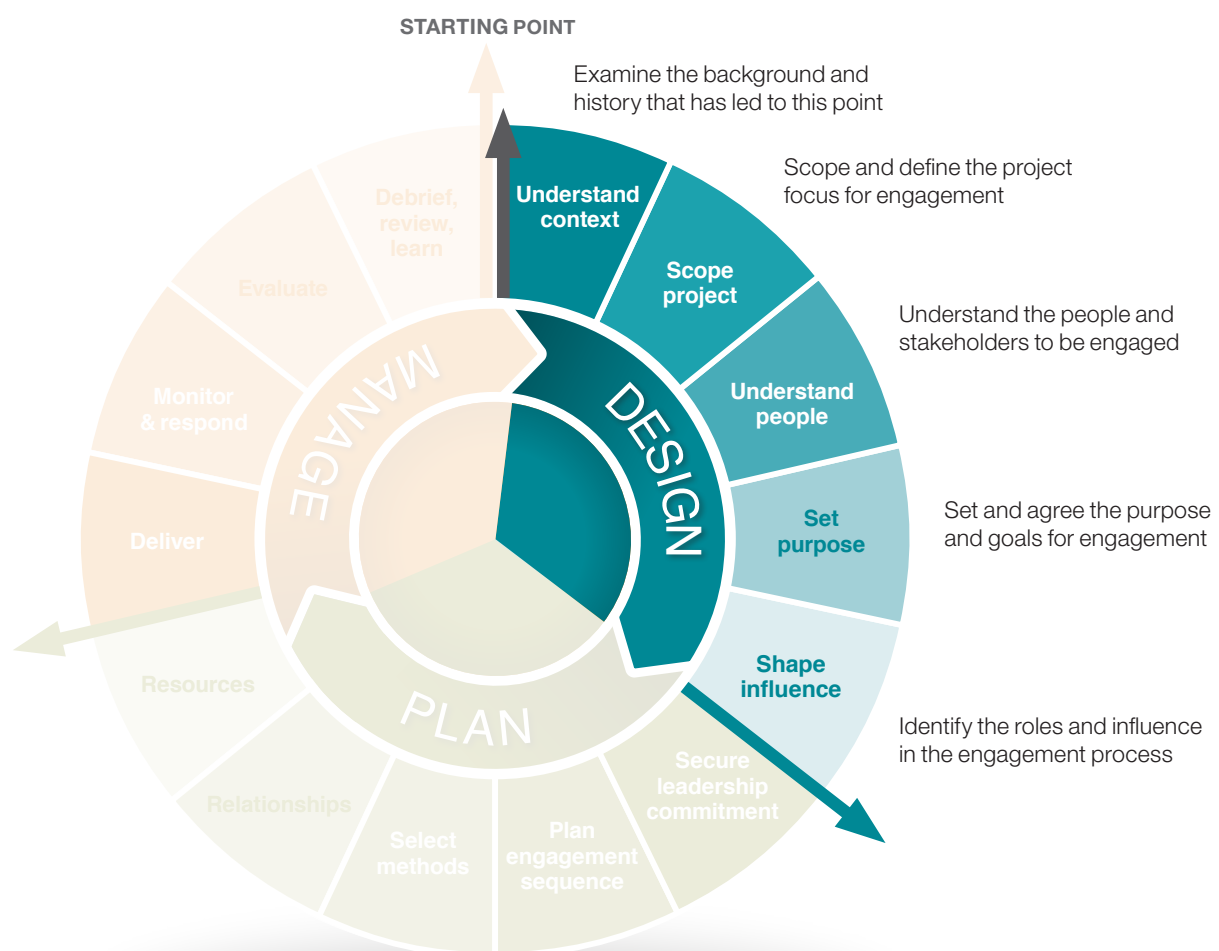 STARTING POINT
Examine the background and
history that has led to this point
Scope and define the project
focus for engagement
Understand the people and
stakeholders to be engaged
Set and agree the purpose
and goals for engagement
Identify the roles and influence
in the engagement process
Understand
context
Scope
project
Understand
people
Set
purpose
Shape
influence
Secure
leadership
commitment
Plan
engagement
sequence
Select
methods
Relationships
Resources
Deliver
Monitor
& respond
Evaluate
Debrief,
review,
learn
DESIGN
PLAN
MANAGE